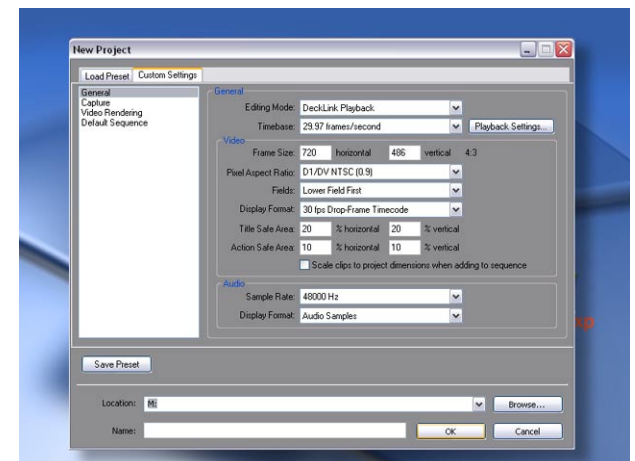 New Project
Load Preset Custom Settings
General
Capture
Video Rendering
Default Sequence
General
Editing Mode: DeckLink Playback
Timebase: 29.97 frames/second Playback Settings...
Video
Frame Size: 720 horizontal 486 vertical 4:3
Pixel Aspect Ratio: D1/DV NTSC (0.9)
Fields: Lower Field First
Display Format: 30 fps Drop-Frame Timecode
Title Safe Area: 20 % horizontal 20 % vertical
Action Safe Area: 10 % horizontal 10 % vertical
Scale clips to project dimensions when adding to sequence
Audio
Sample Rate: 48000 Hz
Display Format: Audio Samples
xp
Save Preset
Location: M: Browse...
Name: OK Cancel